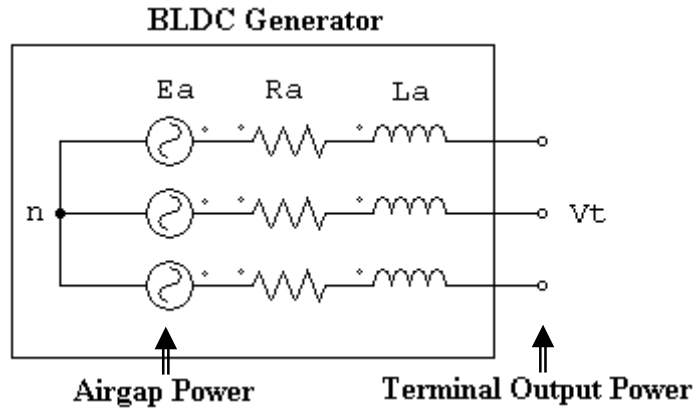 BLDC Generator
Ea Ra La
n
Vt
Airgap Power
Terminal Output Power